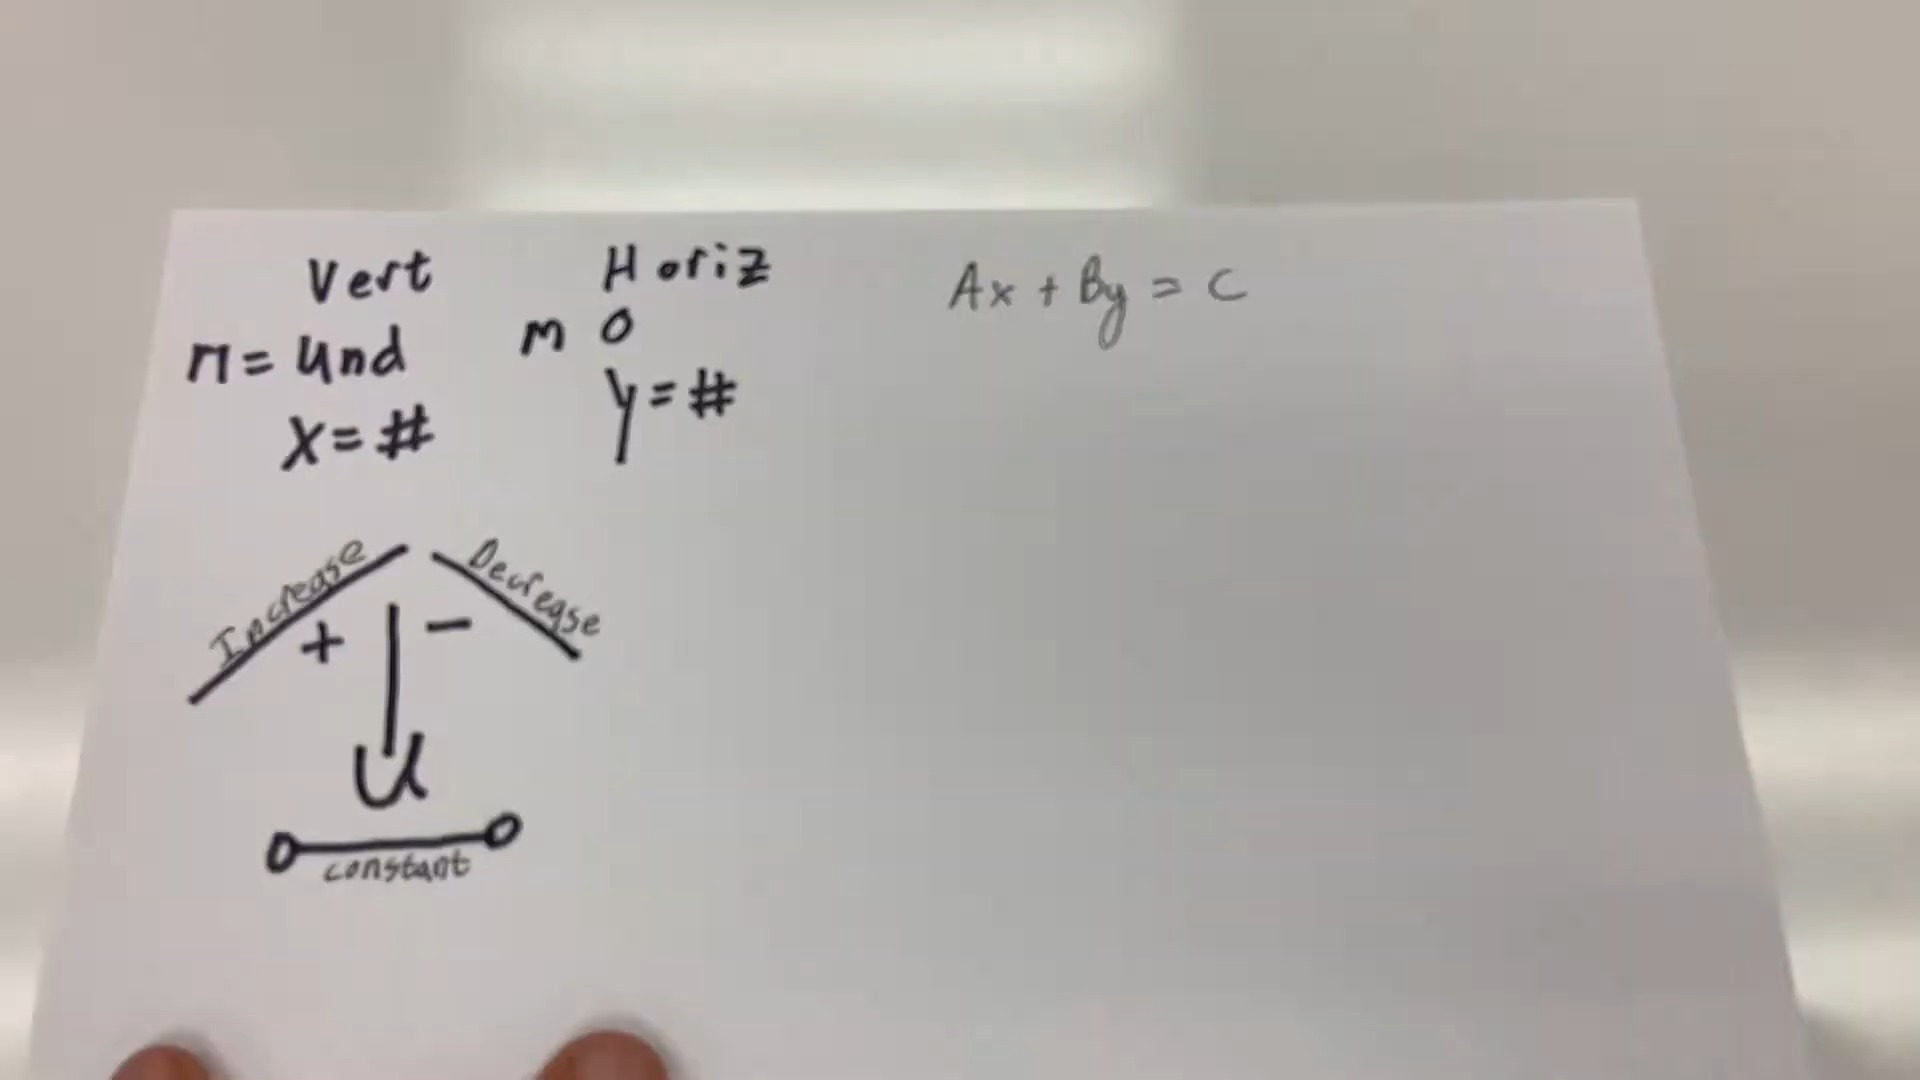 Vert
m = Und
X = #
Horiz
m 0
y = #
Ax + By = C
Increase
Decrease
+
-
U
constant